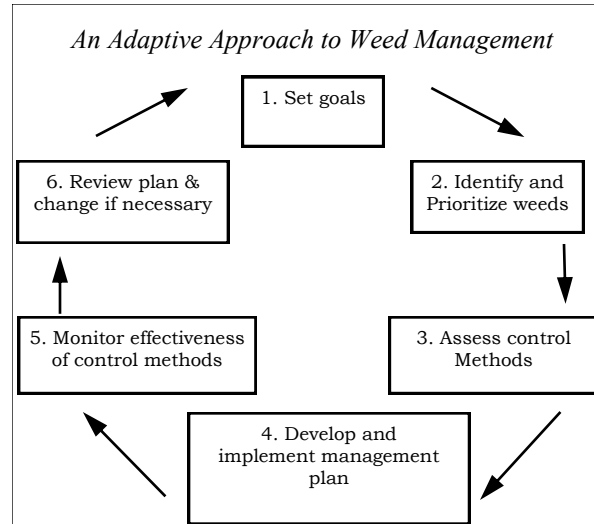 An Adaptive Approach to Weed Management
1. Set goals
2. Identify and
Prioritize weeds
3. Assess control
Methods
4. Develop and
implement management
plan
5. Monitor effectiveness
of control methods
6. Review plan &
change if necessary